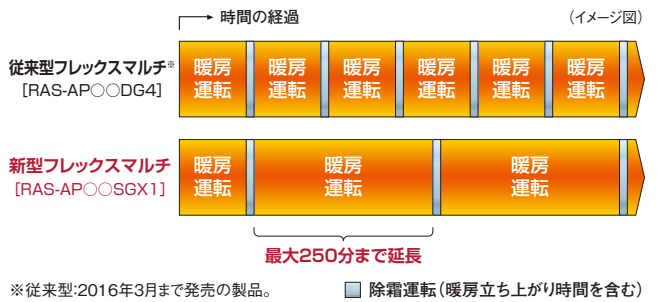 時間の経過
（イメージ図）
従来型フレックスマルチ※
[RAS-AP○○DG4]
暖房
運転
暖房
運転
暖房
運転
暖房
運転
暖房
運転
暖房
運転
新型フレックスマルチ
[RAS-AP○○SGX1]
暖房
運転
暖房
運転
暖房
運転
最大250分まで延長
※従来型:2016年3月まで発売の製品。
除霜運転（暖房立ち上がり時間を含む）